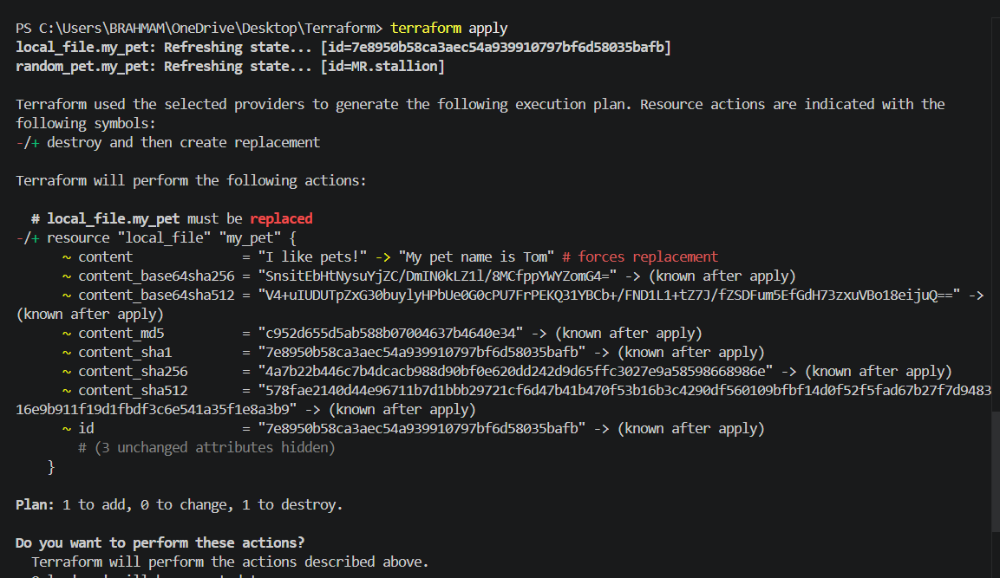 PS C:\Users\BRAHMAM\OneDrive\Desktop\Terraform> terraform apply
local_file.my_pet: Refreshing state... [id=7e8950b58ca3aec54a939910797bf6d58035bafb]
random_pet.my_pet: Refreshing state... [id=MR.stallion]
Terraform used the selected providers to generate the following execution plan. Resource actions are indicated with the
following symbols:
-/+ destroy and then create replacement
Terraform will perform the following actions:
# local_file.my_pet must be replaced
-/+ resource "local_file" "my_pet" {
~ content = "I like pets!" -> "My pet name is Tom" # forces replacement
~ content_base64sha256 = "SnsitEbHtNysuYjZC/DmIN0kLZ1l/8MCfppYWYZomG4=" -> (known after apply)
~ content_base64sha512 = "V4+uIUDUTpZxG30buylyHPbUe0G0cPU7FrPEKQ31YBCb+/FND1L1+tZ7J/fZSDFum5EfGdH73zxuVBo18eijuQ==" ->
(known after apply)
~ content_md5 = "c952d655d5ab588b07004637b4640e34" -> (known after apply)
~ content_sha1 = "7e8950b58ca3aec54a939910797bf6d58035bafb" -> (known after apply)
~ content_sha256 = "4a7b22b446c7b4dcacb988d90bf0e620dd242d9d65ffc3027e9a58598668986e" -> (known after apply)
~ content_sha512 = "578fae2140d44e96711b7d1bbb29721cf6d47b41b470f53b16b3c4290df560109bfbf14d0f52f5fad67b27f7d9483
16e9b911f19d1fbdf3c6e541a35f1e8a3b9" -> (known after apply)
~ id = "7e8950b58ca3aec54a939910797bf6d58035bafb" -> (known after apply)
# (3 unchanged attributes hidden)
}
Plan: 1 to add, 0 to change, 1 to destroy.
Do you want to perform these actions?
Terraform will perform the actions described above.